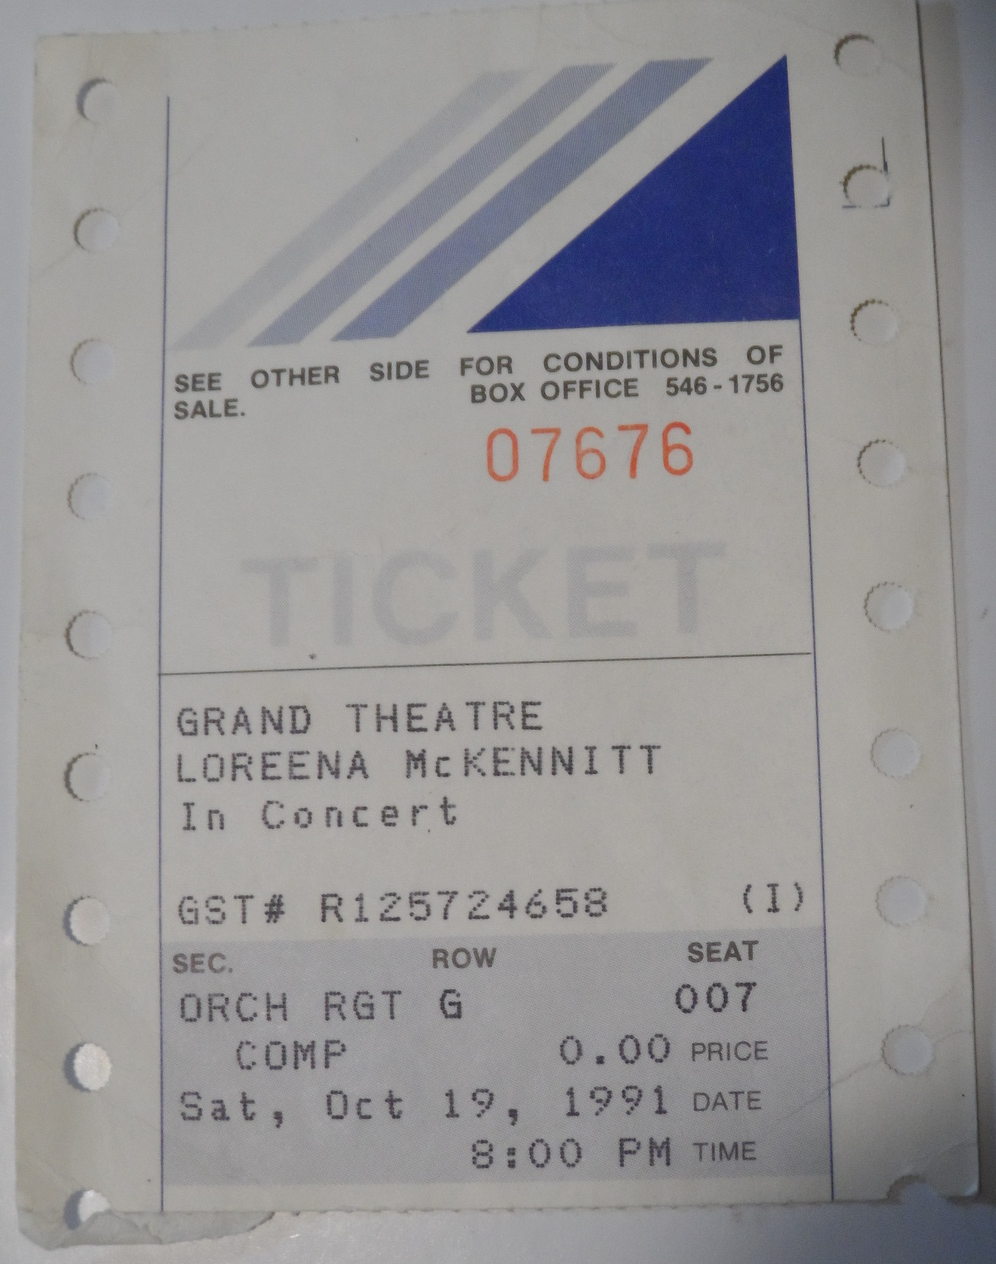 SEE OTHER SIDE FOR CONDITIONS OF
SALE. BOX OFFICE 546-1756
07676
TICKET
GRAND THEATRE
LOREENA McKENNITT
In Concert
GST# R125724658 (I)
SEC. ROW SEAT
ORCH RGT G 007
COMP 0.00 PRICE
Sat, Oct 19, 1991 DATE
8:00 PM TIME